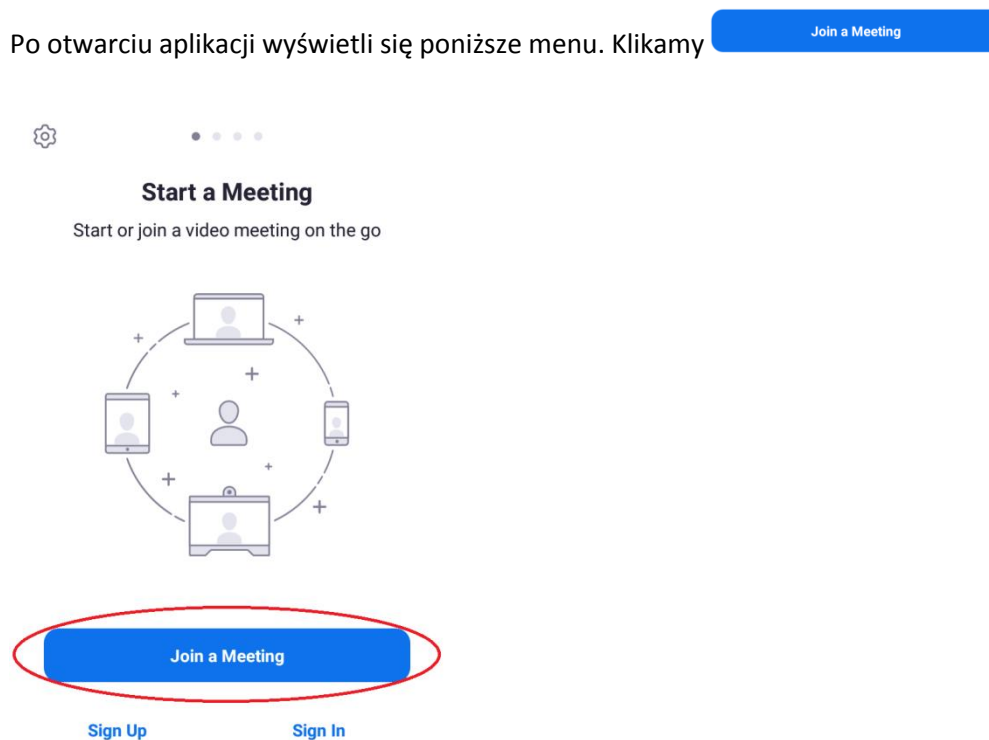 Po otwarciu aplikacji wyświetli się poniższe menu. Klikamy Join a Meeting
Start a Meeting
Start or join a video meeting on the go
Join a Meeting
Sign Up Sign In